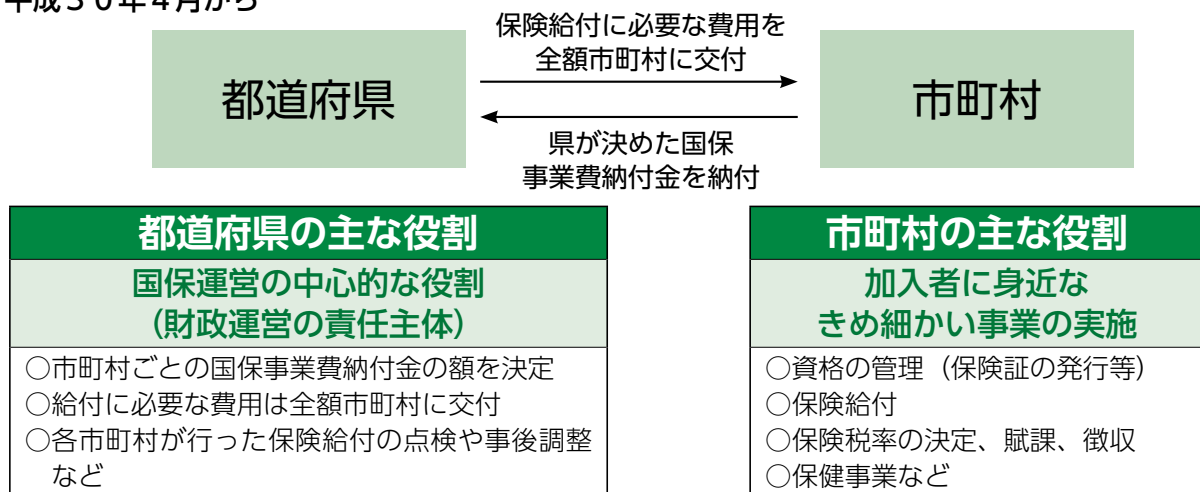 平成３０年４月から
保険給付に必要な費用を
全額市町村に交付
都道府県
市町村
県が決めた国保
事業費納付金を納付
都道府県の主な役割
国保運営の中心的な役割
（財政運営の責任主体）
○市町村ごとの国保事業費納付金の額を決定
○給付に必要な費用は全額市町村に交付
○各市町村が行った保険給付の点検や事後調整
など
市町村の主な役割
加入者に身近な
きめ細かい事業の実施
○資格の管理（保険証の発行等）
○保険給付
○保険税率の決定、賦課、徴収
○保健事業など